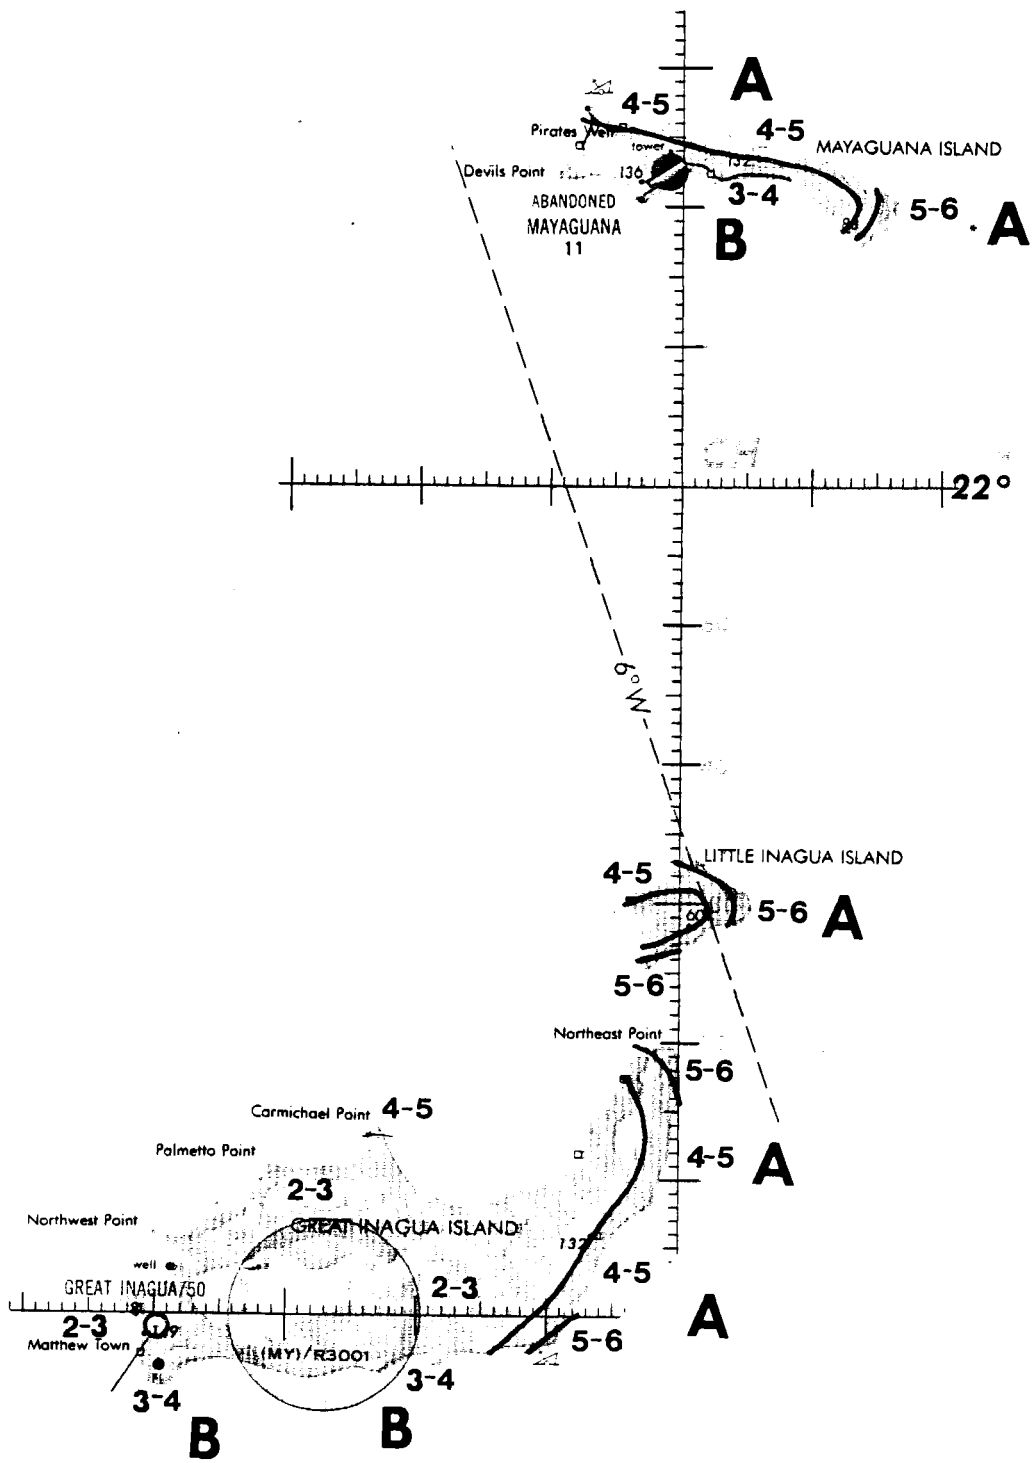 A
4-5
Pirates Well
4-5
MAYAGUANA ISLAND
tower
132
Devils Point
136
3-4
ABANDONED
MAYAGUANA
11
5-6
A
B
CH
22°
9°W
LITTLE INAGUA ISLAND
4-5
60
5-6
A
5-6
Northeast Point
5-6
Carmichael Point
4-5
Palmetto Point
4-5
A
2-3
Northwest Point
GREAT INAGUA ISLAND
132
well
4-5
GREAT INAGUA/50
2-3
A
2-3
149
Matthew Town
5-6
(MY)/R3001
FL
3-4
3-4
B
B